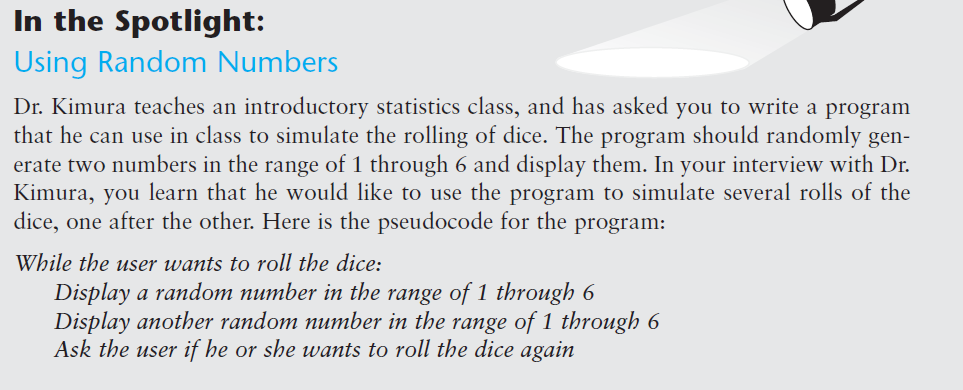 In the Spotlight:
Using Random Numbers
Dr. Kimura teaches an introductory statistics class, and has asked you to write a program
that he can use in class to simulate the rolling of dice. The program should randomly gen-
erate two numbers in the range of 1 through 6 and display them. In your interview with Dr.
Kimura, you learn that he would like to use the program to simulate several rolls of the
dice, one after the other. Here is the pseudocode for the program:
While the user wants to roll the dice:
Display a random number in the range of 1 through 6
Display another random number in the range of 1 through 6
Ask the user if he or she wants to roll the dice again